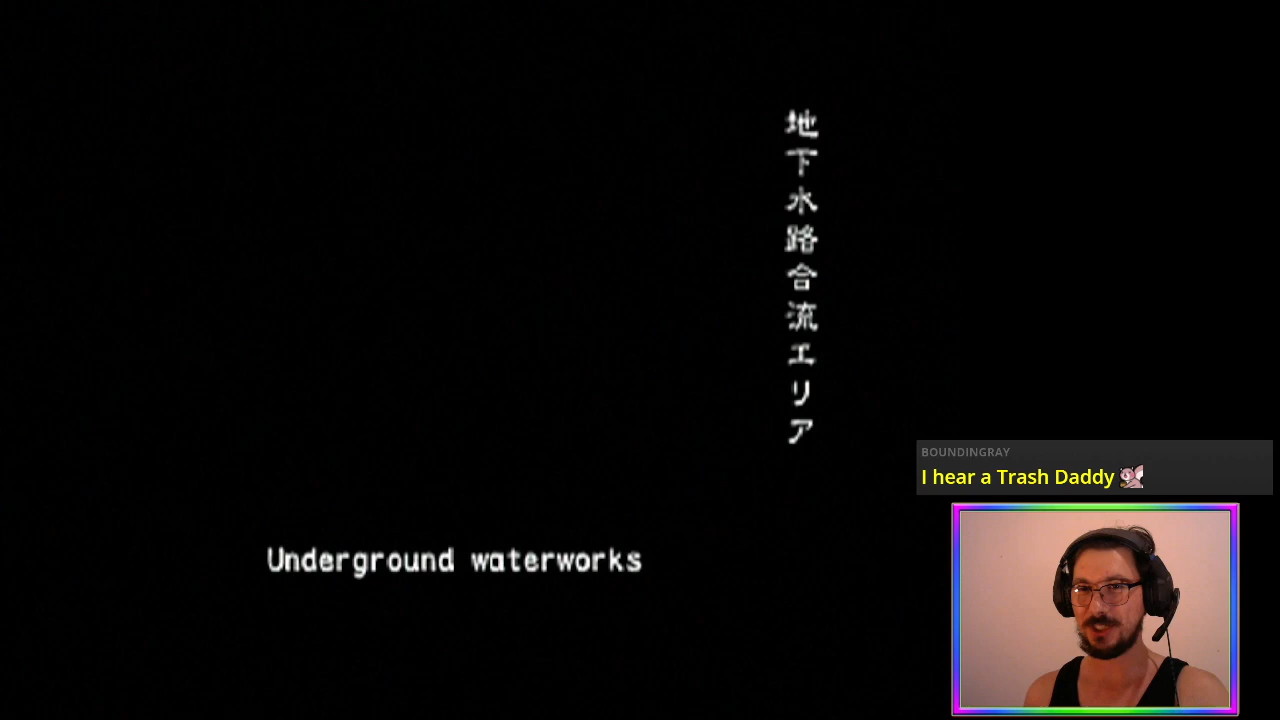 地下水路合流エリア
Underground waterworks
BOUNDINGRAY
I hear a Trash Daddy